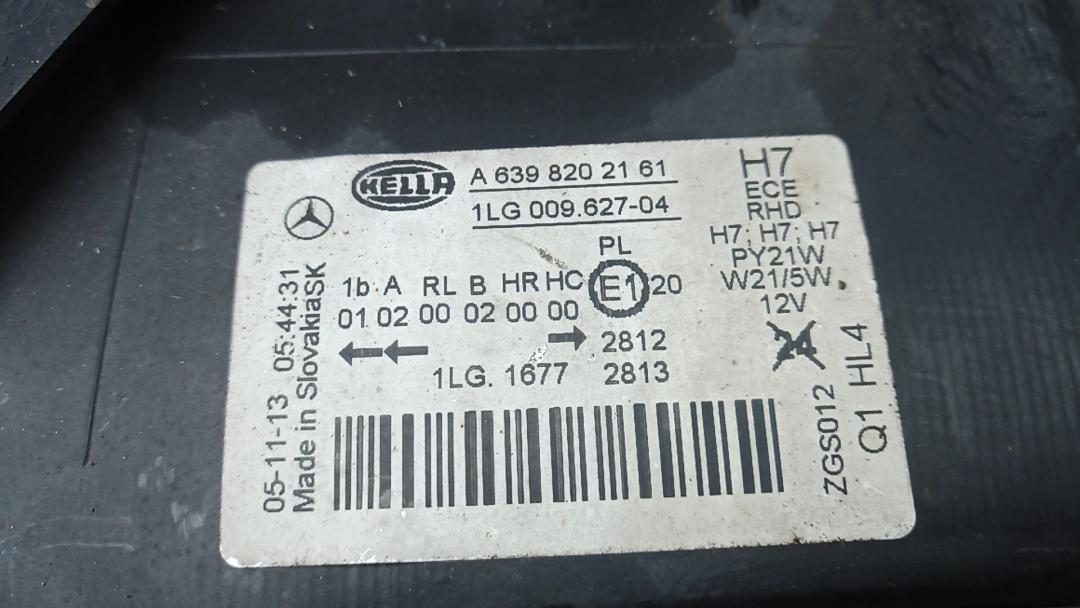 HELLA
A 639 820 21 61
1LG 009.627-04
H7
ECE
RHD
H7; H7; H7
PY21W
W21/5W
12V
24
PL
1b A RL B HR HC E1 20
01 02 00 02 00 00
2812
1LG. 1677 2813
05-11-13 05:44:31
Made in SlovakiaSK
ZGS012
Q1 HL4